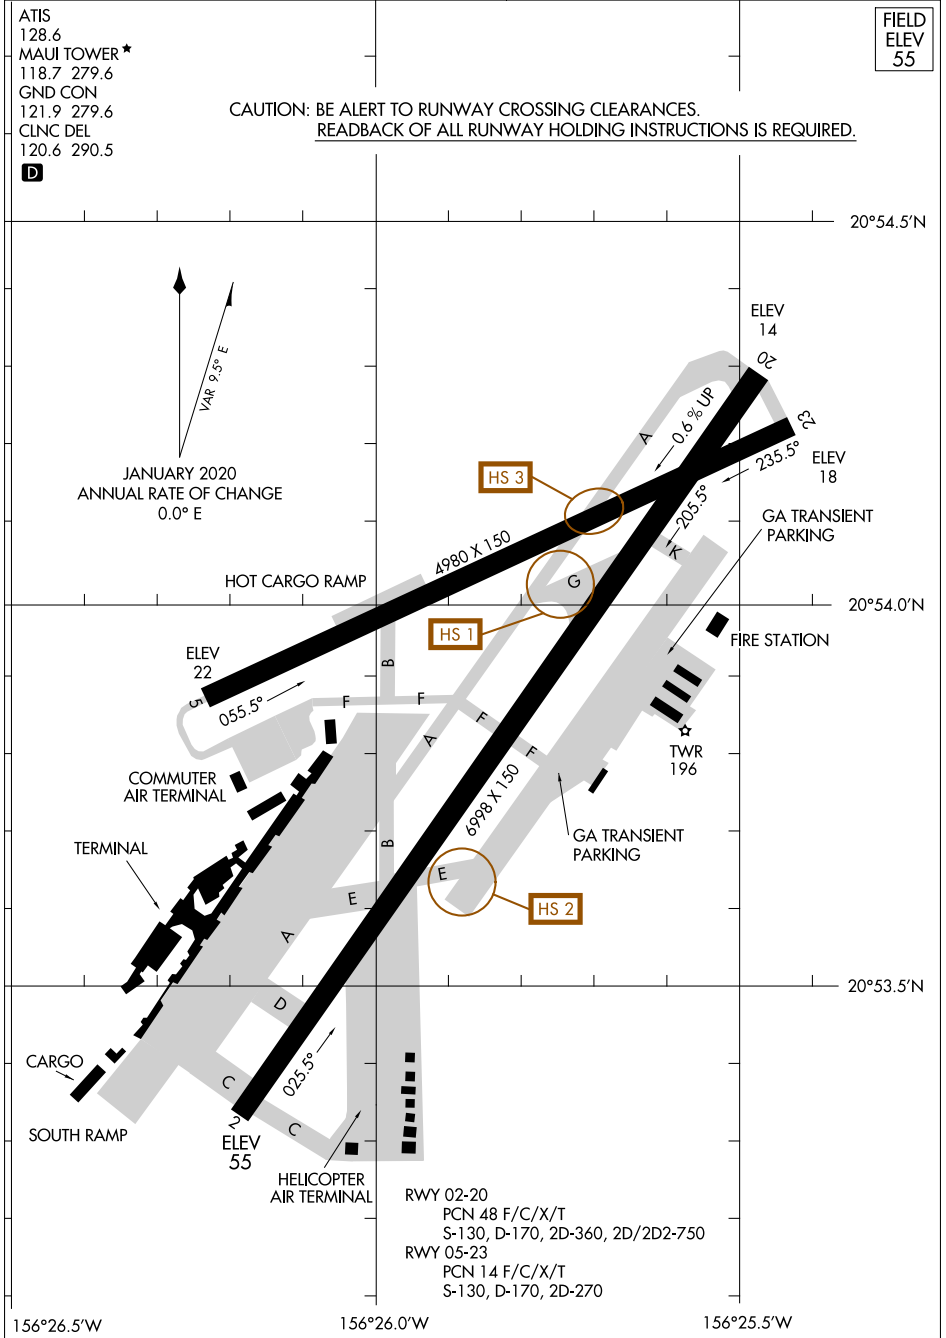 ATIS
128.6
MAUI TOWER★
118.7 279.6
GND CON
121.9 279.6
CLNC DEL
120.6 290.5
D
FIELD
ELEV
55
CAUTION: BE ALERT TO RUNWAY CROSSING CLEARANCES.
READBACK OF ALL RUNWAY HOLDING INSTRUCTIONS IS REQUIRED.
20°54.5'N
VAR 9.5° E
JANUARY 2020
ANNUAL RATE OF CHANGE
0.0° E
ELEV
14
20
0.6 % UP
A
23
235.5°
ELEV
18
HS 3
205.5°
GA TRANSIENT
PARKING
4980 X 150
K
HOT CARGO RAMP
G
20°54.0'N
HS 1
FIRE STATION
ELEV
22
B
5
055.5°
F
F
F
F
A
TWR
196
COMMUTER
AIR TERMINAL
6998 X 150
GA TRANSIENT
PARKING
TERMINAL
B
E
E
HS 2
A
20°53.5'N
D
CARGO
C
025.5°
SOUTH RAMP
2
C
ELEV
55
HELICOPTER
AIR TERMINAL
RWY 02-20
PCN 48 F/C/X/T
S-130, D-170, 2D-360, 2D/2D2-750
RWY 05-23
PCN 14 F/C/X/T
S-130, D-170, 2D-270
156°26.5'W
156°26.0'W
156°25.5'W